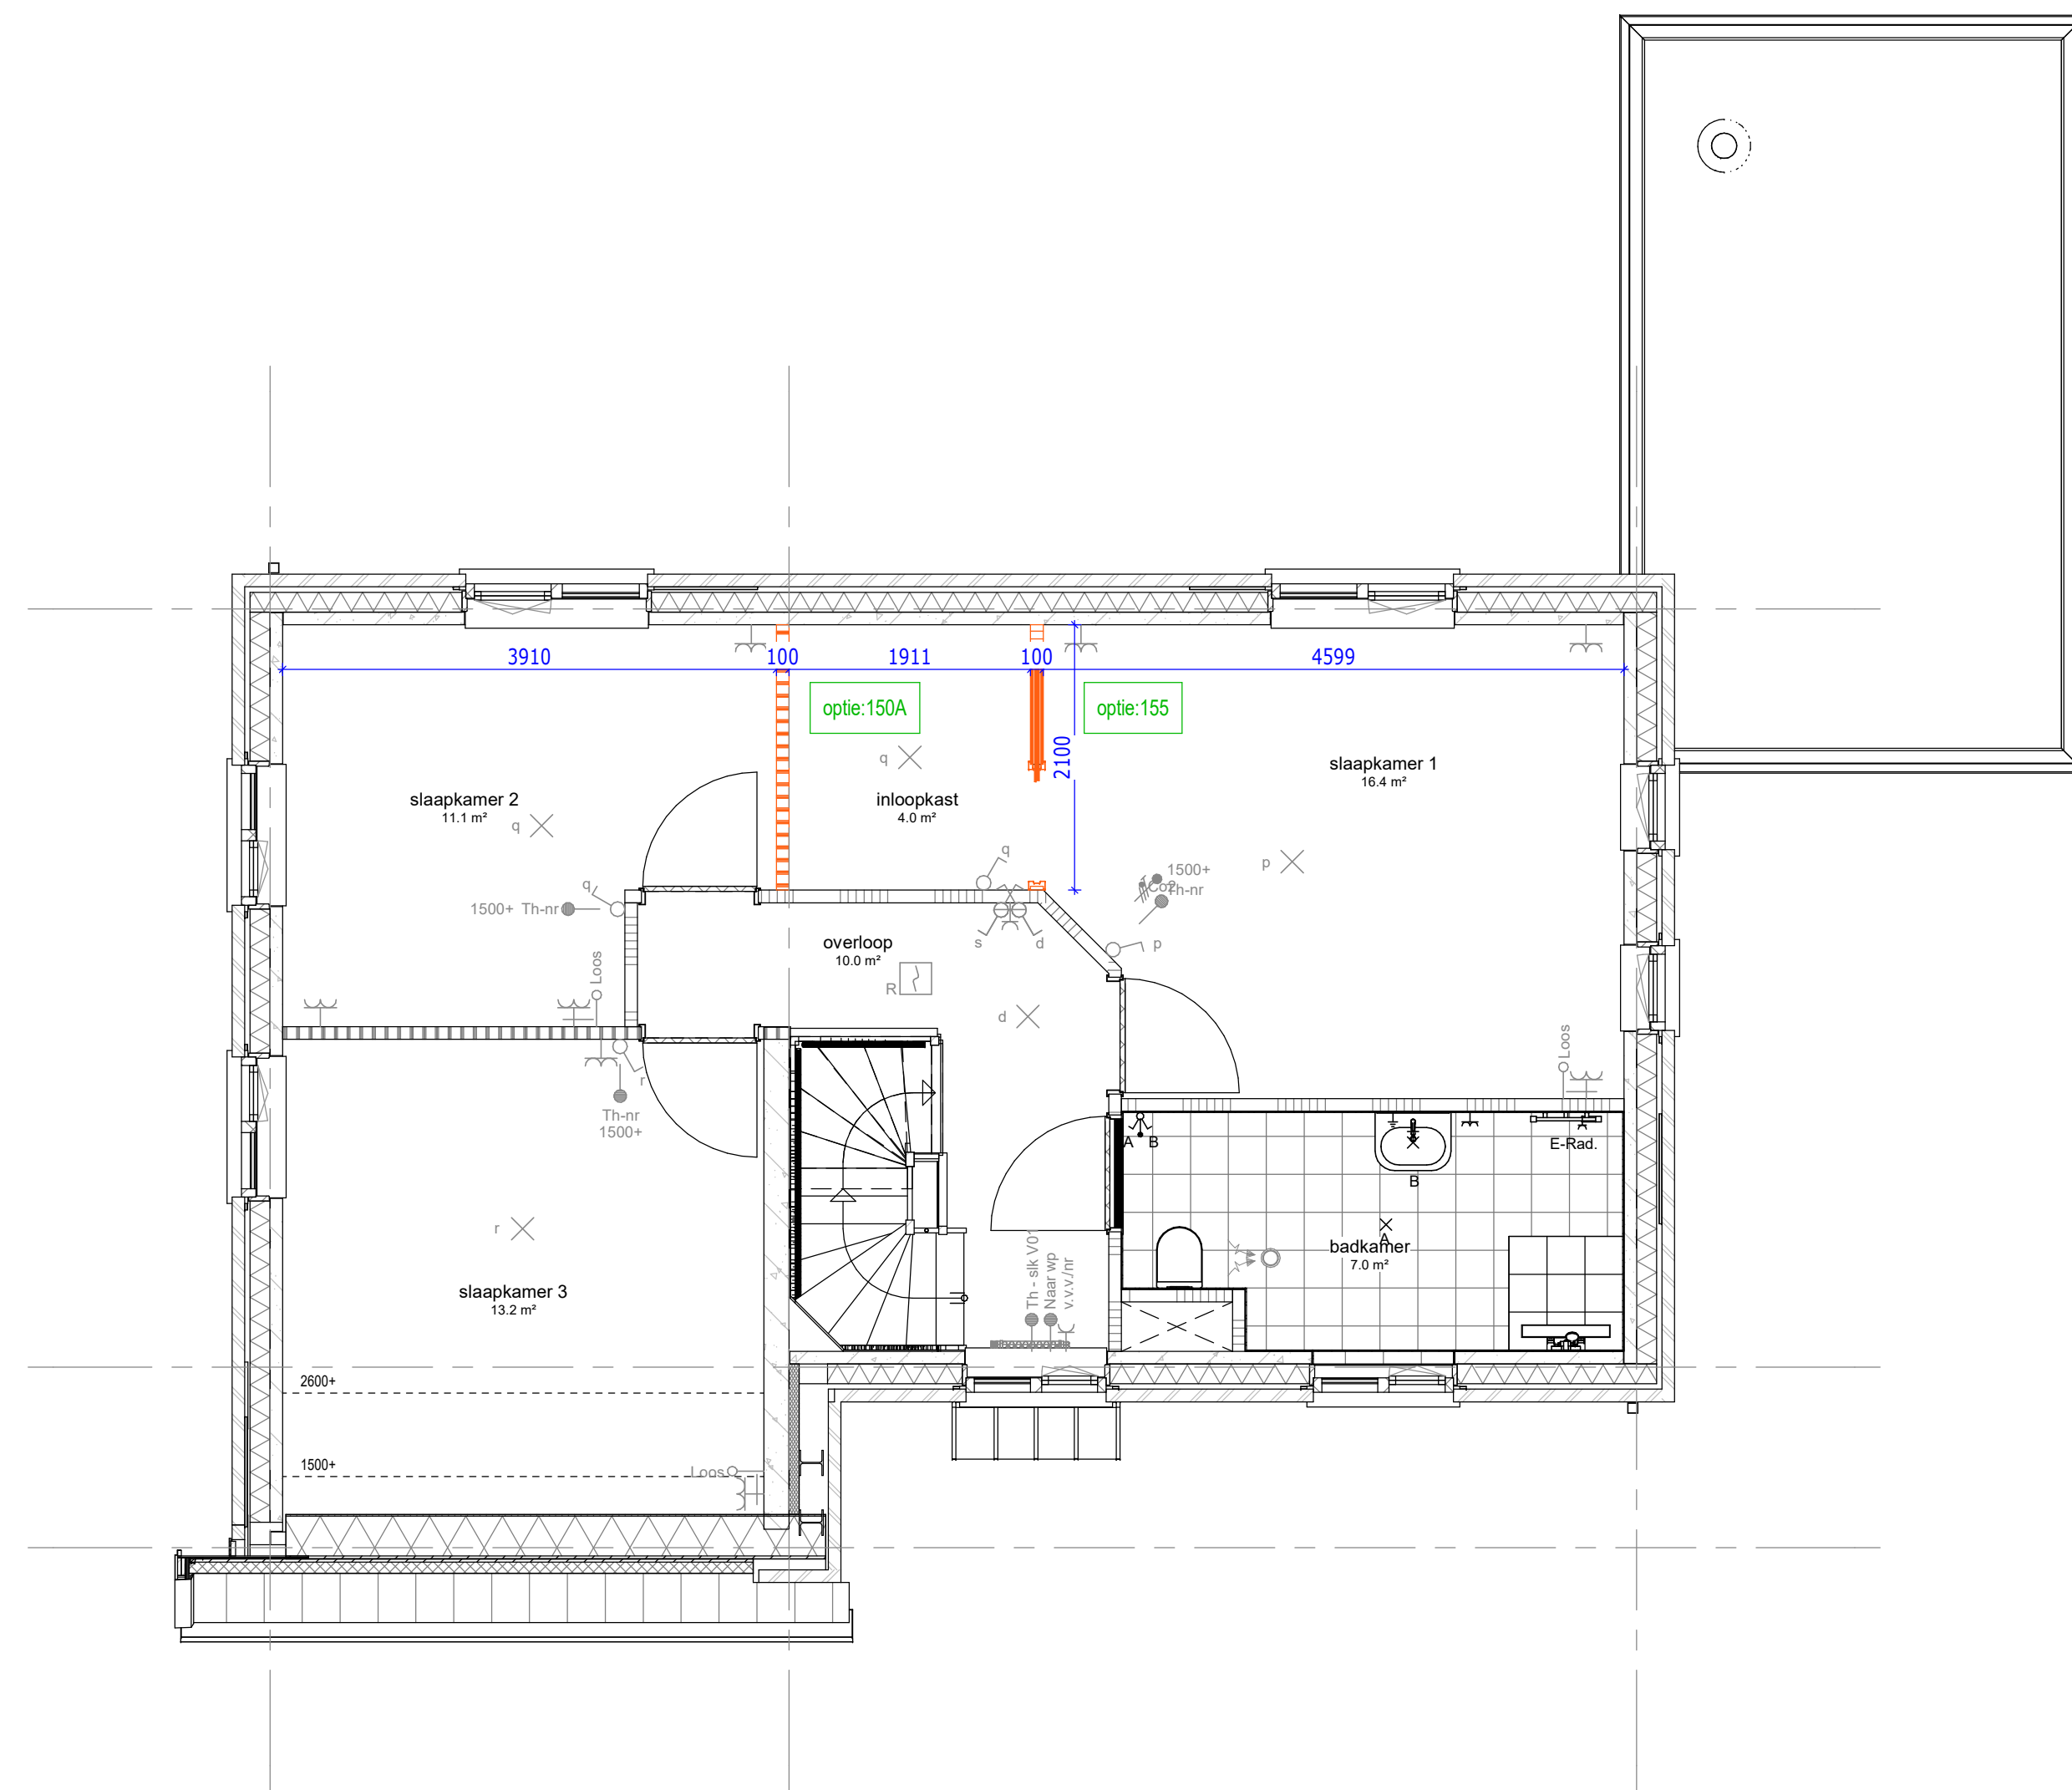 3910
100
1911
100
4599
optie:150A
optie:155
2100
q
slaapkamer 1
16.4 m²
slaapkamer 2
11.1 m²
q
inloopkast
4.0 m²
q
p
1500+
Co2
Th-nr
q
1500+ Th-nr
s
d
p
overloop
10.0 m²
R
d
Loos
Loos
r
Th-nr
1500+
A B
E-Rad.
B
A
badkamer
7.0 m²
r
slaapkamer 3
13.2 m²
Th - slk V01
Naar wp
v.v.v./nr
2600+
1500+
Loos